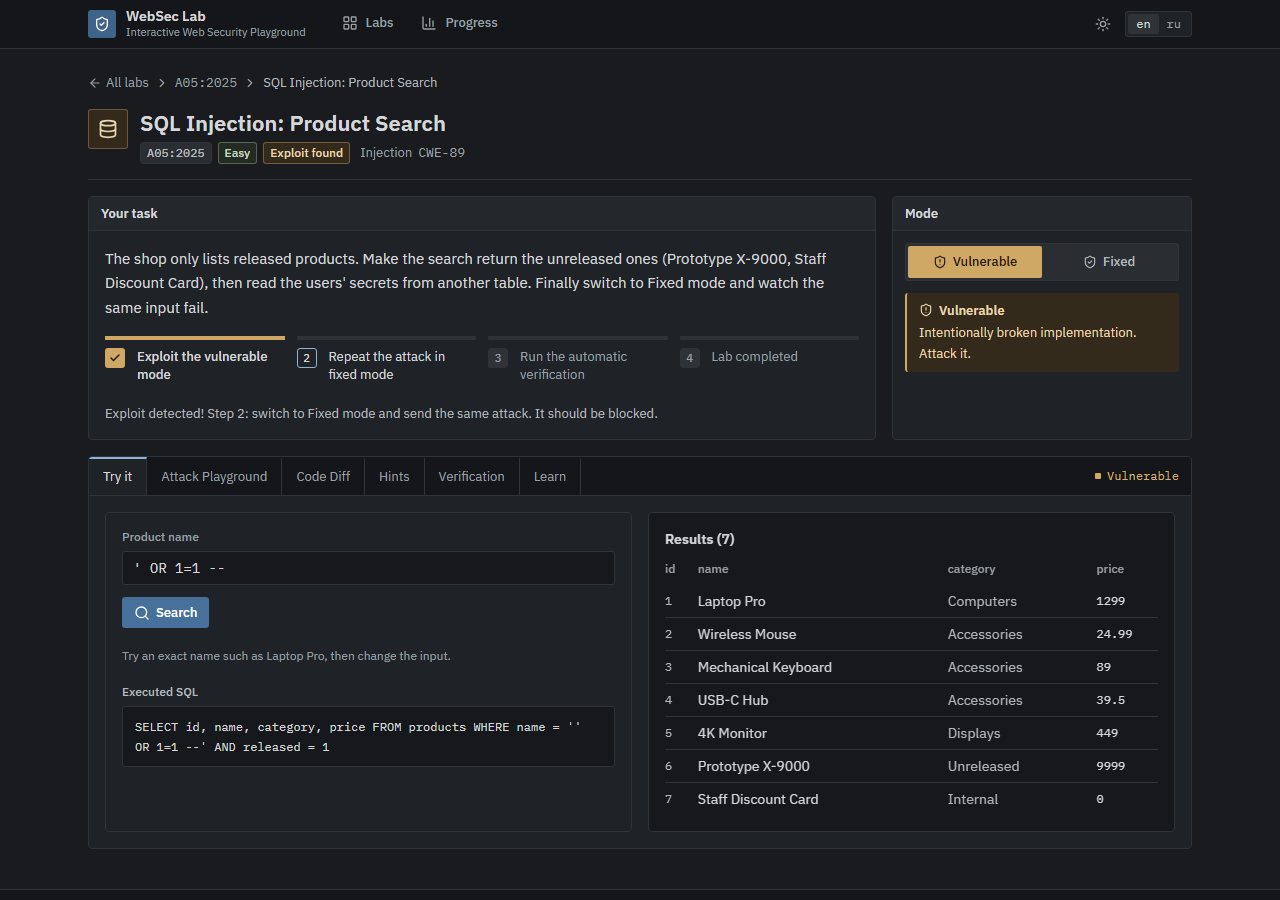 WebSec Lab
Interactive Web Security Playground
Labs
Progress
en
ru
All labs
A05:2025
SQL Injection: Product Search
SQL Injection: Product Search
A05:2025
Easy
Exploit found
Injection
CWE-89
Your task
The shop only lists released products. Make the search return the unreleased ones (Prototype X-9000, Staff
Discount Card), then read the users' secrets from another table. Finally switch to Fixed mode and watch the
same input fail.
Exploit the vulnerable
mode
2
Repeat the attack in
fixed mode
3
Run the automatic
verification
4
Lab completed
Exploit detected! Step 2: switch to Fixed mode and send the same attack. It should be blocked.
Mode
Vulnerable
Fixed
Vulnerable
Intentionally broken implementation.
Attack it.
Try it
Attack Playground
Code Diff
Hints
Verification
Learn
Vulnerable
Product name
' OR 1=1 --
Search
Try an exact name such as Laptop Pro, then change the input.
Executed SQL
SELECT id, name, category, price FROM products WHERE name = ''
OR 1=1 --' AND released = 1
Results (7)
id name category price
1 Laptop Pro Computers 1299
2 Wireless Mouse Accessories 24.99
3 Mechanical Keyboard Accessories 89
4 USB-C Hub Accessories 39.5
5 4K Monitor Displays 449
6 Prototype X-9000 Unreleased 9999
7 Staff Discount Card Internal 0